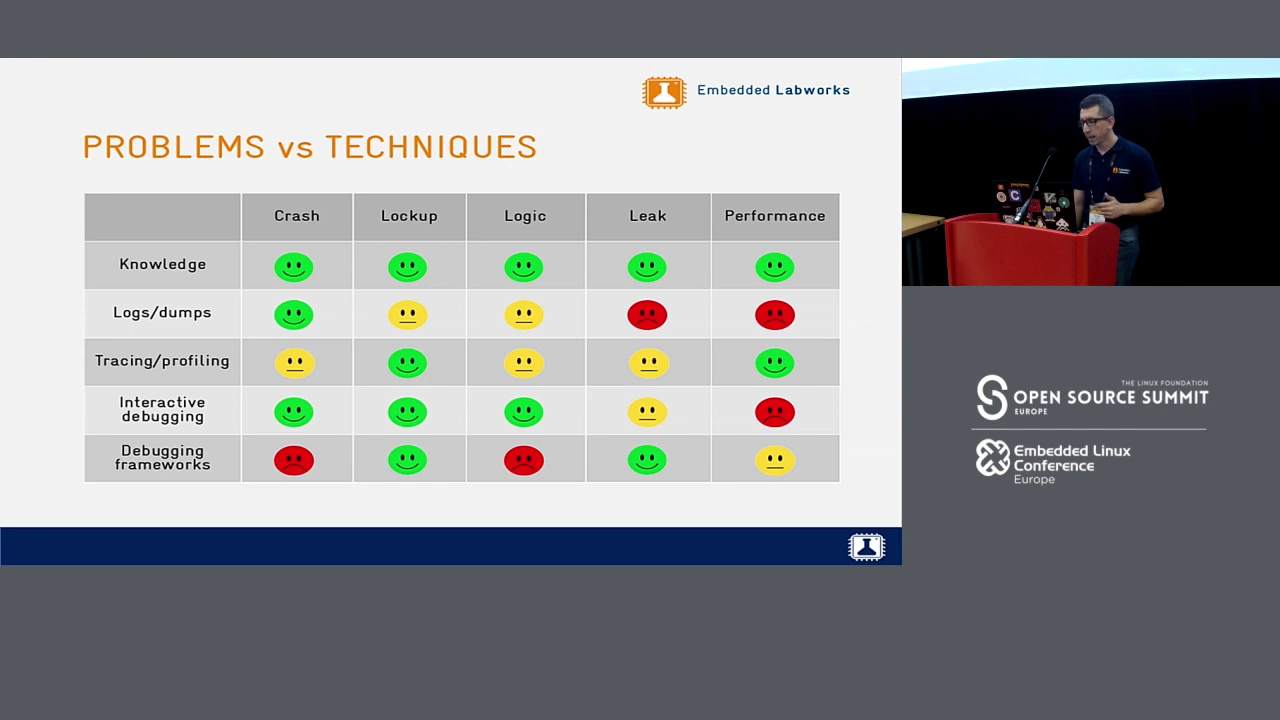 Embedded Labworks
PROBLEMS vs TECHNIQUES
Crash Lockup Logic Leak Performance
Knowledge
Logs/dumps
Tracing/profiling
Interactive
debugging
Debugging
frameworks
THE LINUX FOUNDATION
OPEN SOURCE SUMMIT
EUROPE
Embedded Linux
Conference
Europe